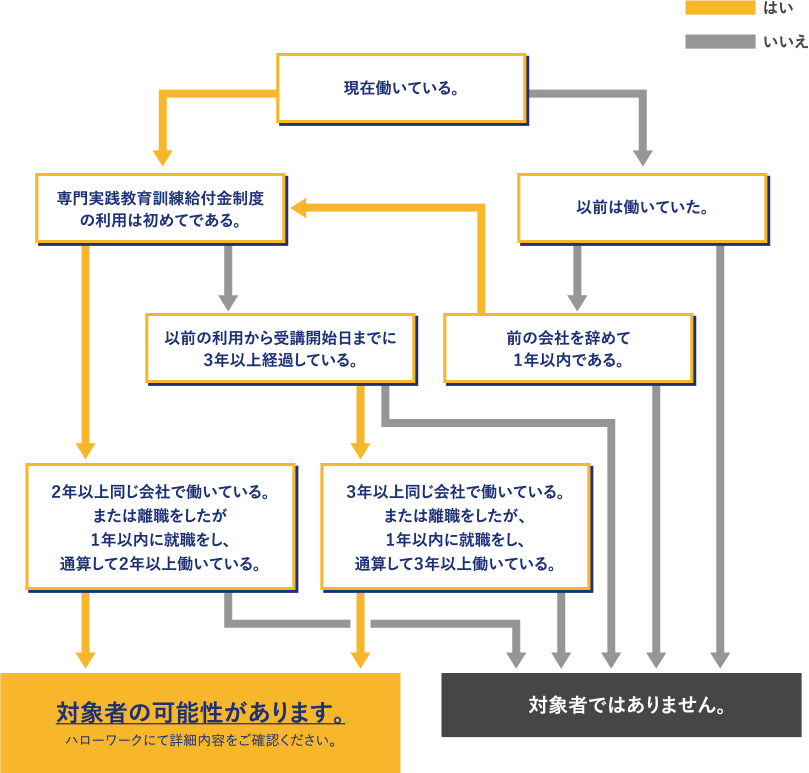 はい
いいえ
現在働いている。
専門実践教育訓練給付金制度
の利用は初めてである。
以前は働いていた。
以前の利用から受講開始日までに
3年以上経過している。
前の会社を辞めて
1年以内である。
2年以上同じ会社で働いている。
または離職をしたが
1年以内に就職をし、
通算して2年以上働いている。
3年以上同じ会社で働いている。
または離職をしたが、
1年以内に就職をし、
通算して3年以上働いている。
対象者の可能性があります。
ハローワークにて詳細内容をご確認ください。
対象者ではありません。